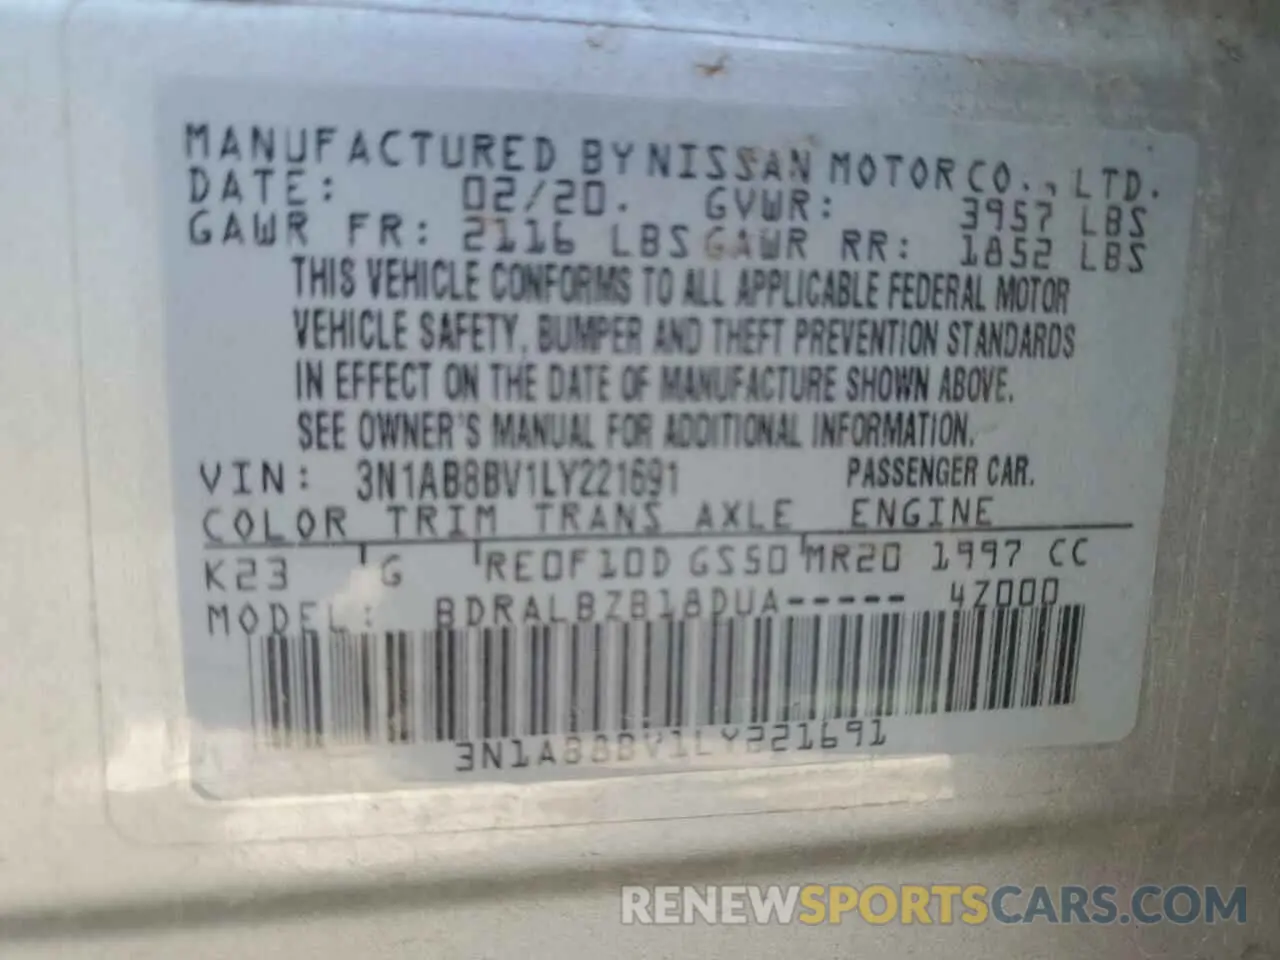 MANUFACTURED BY NISSAN MOTOR CO., LTD.
DATE: 02/20. GVWR: 3957 LBS
GAWR FR: 2116 LBS GAWR RR: 1852 LBS
THIS VEHICLE CONFORMS TO ALL APPLICABLE FEDERAL MOTOR
VEHICLE SAFETY, BUMPER AND THEFT PREVENTION STANDARDS
IN EFFECT ON THE DATE OF MANUFACTURE SHOWN ABOVE.
SEE OWNER'S MANUAL FOR ADDITIONAL INFORMATION.
VIN: 3N1AB8BV1LY221691 PASSENGER CAR.
COLOR TRIM TRANS AXLE ENGINE
K23 G RE0F10D GS50 MR20 1997 CC
MODEL: BDRALBZB18DUA----- 4Z000
3N1AB8BV1LY221691
RENEWSPORTSCARS.COM